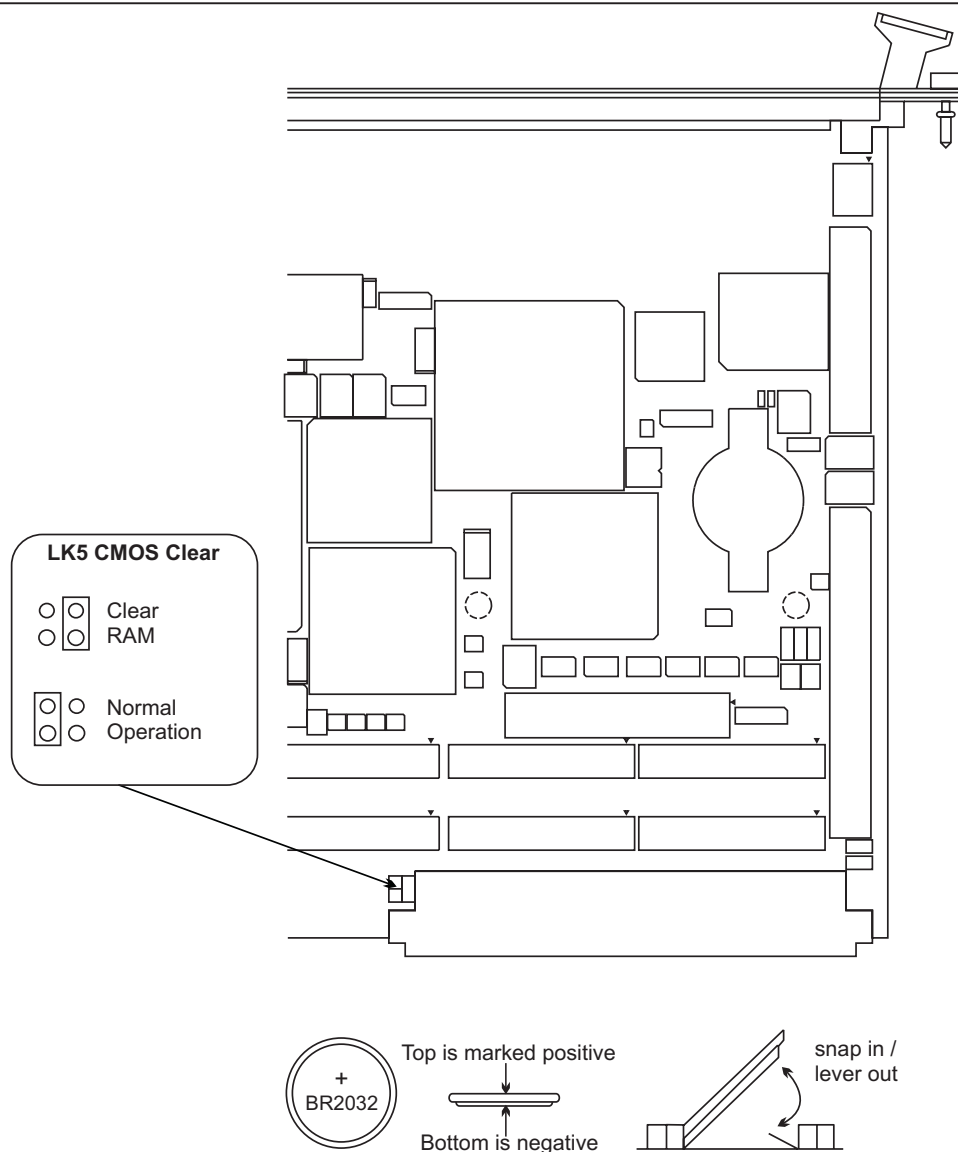 LK5 CMOS Clear
Clear
RAM
Normal
Operation
+
BR2032
Top is marked positive
Bottom is negative
snap in /
lever out